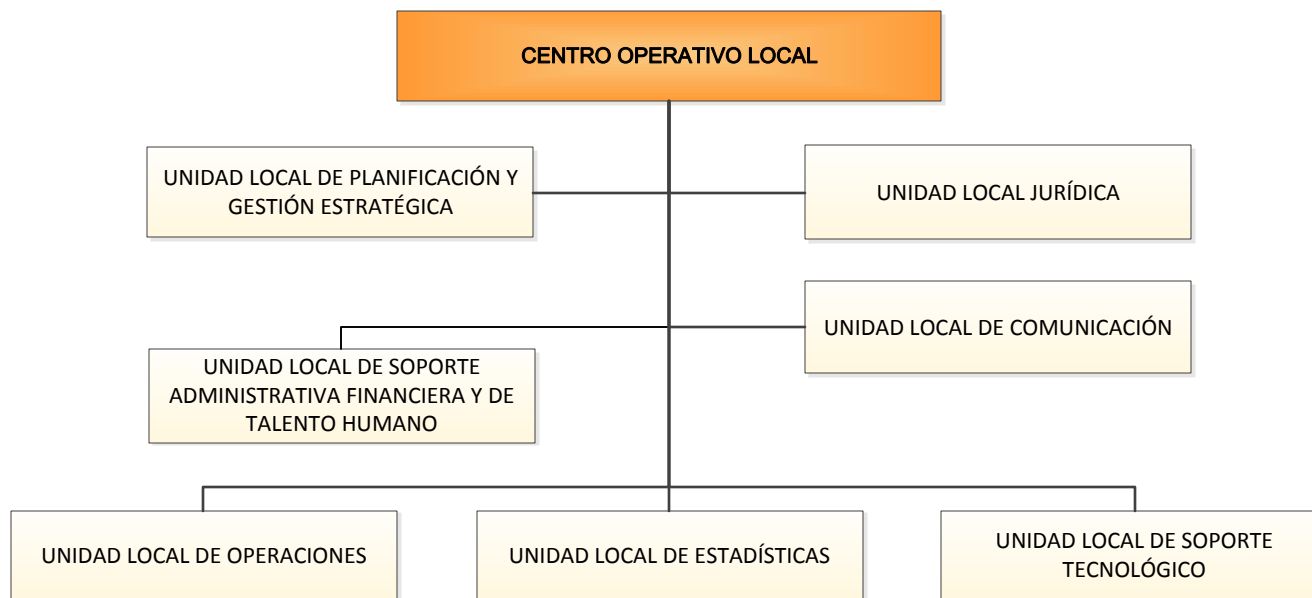 CENTRO OPERATIVO LOCAL
UNIDAD LOCAL DE PLANIFICACIÓN Y
GESTIÓN ESTRATÉGICA
UNIDAD LOCAL JURÍDICA
UNIDAD LOCAL DE COMUNICACIÓN
UNIDAD LOCAL DE SOPORTE
ADMINISTRATIVA FINANCIERA Y DE
TALENTO HUMANO
UNIDAD LOCAL DE OPERACIONES
UNIDAD LOCAL DE ESTADÍSTICAS
UNIDAD LOCAL DE SOPORTE
TECNOLÓGICO